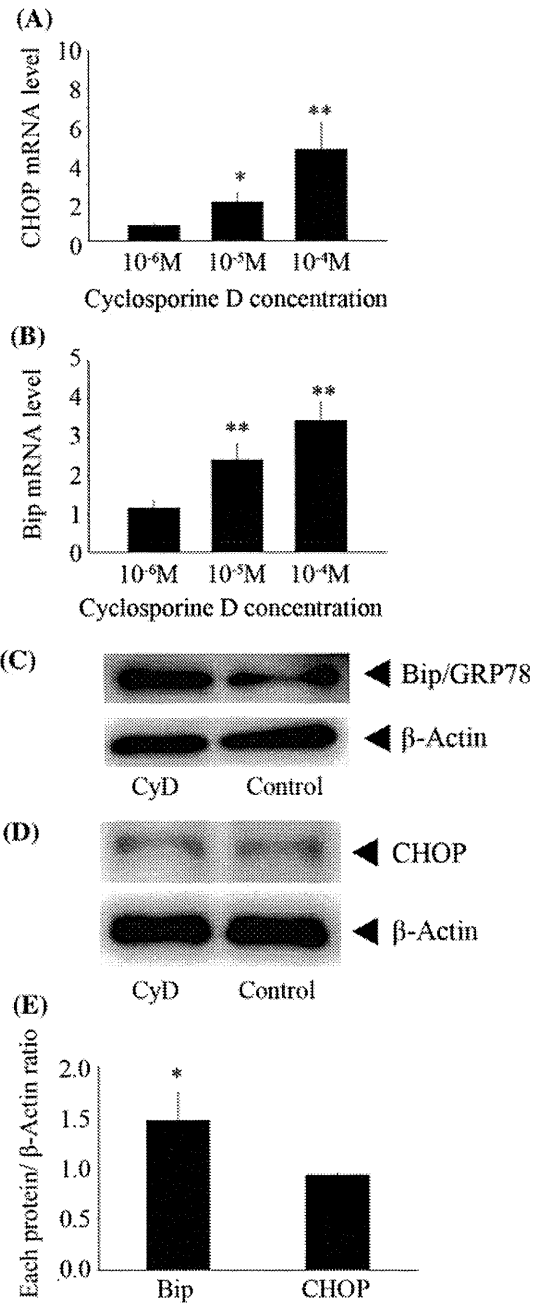 (A)
CHOP mRNA level
10
8
6
4
2
0
**
*
10⁻⁶M 10⁻⁵M 10⁻⁴M
Cyclosporine D concentration
(B)
Bip mRNA level
5
4
3
2
1
0
** **
10⁻⁶M 10⁻⁵M 10⁻⁴M
Cyclosporine D concentration
(C)
Bip/GRP78
β-Actin
CyD Control
(D)
CHOP
β-Actin
CyD Control
(E)
Each protein/ β-Actin ratio
2.0
1.5
1.0
0.5
0.0
*
Bip CHOP